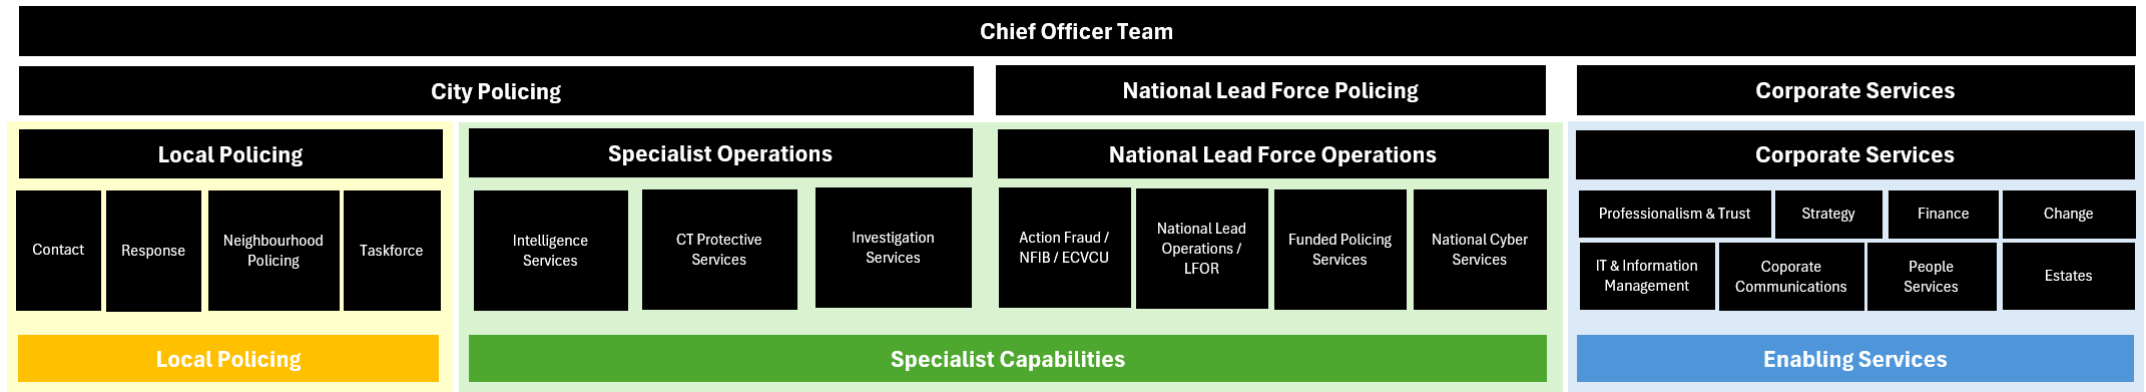 Chief Officer Team
City Policing
National Lead Force Policing
Corporate Services
Local Policing
Specialist Operations
National Lead Force Operations
Corporate Services
Contact
Response
Neighbourhood
Policing
Taskforce
Intelligence
Services
CT Protective
Services
Investigation
Services
Action Fraud /
NFIB / ECVCU
National Lead
Operations /
LFOR
Funded Policing
Services
National Cyber
Services
Professionalism & Trust
Strategy
Finance
Change
IT & Information
Management
Coporate
Communications
People
Services
Estates
Local Policing
Specialist Capabilities
Enabling Services